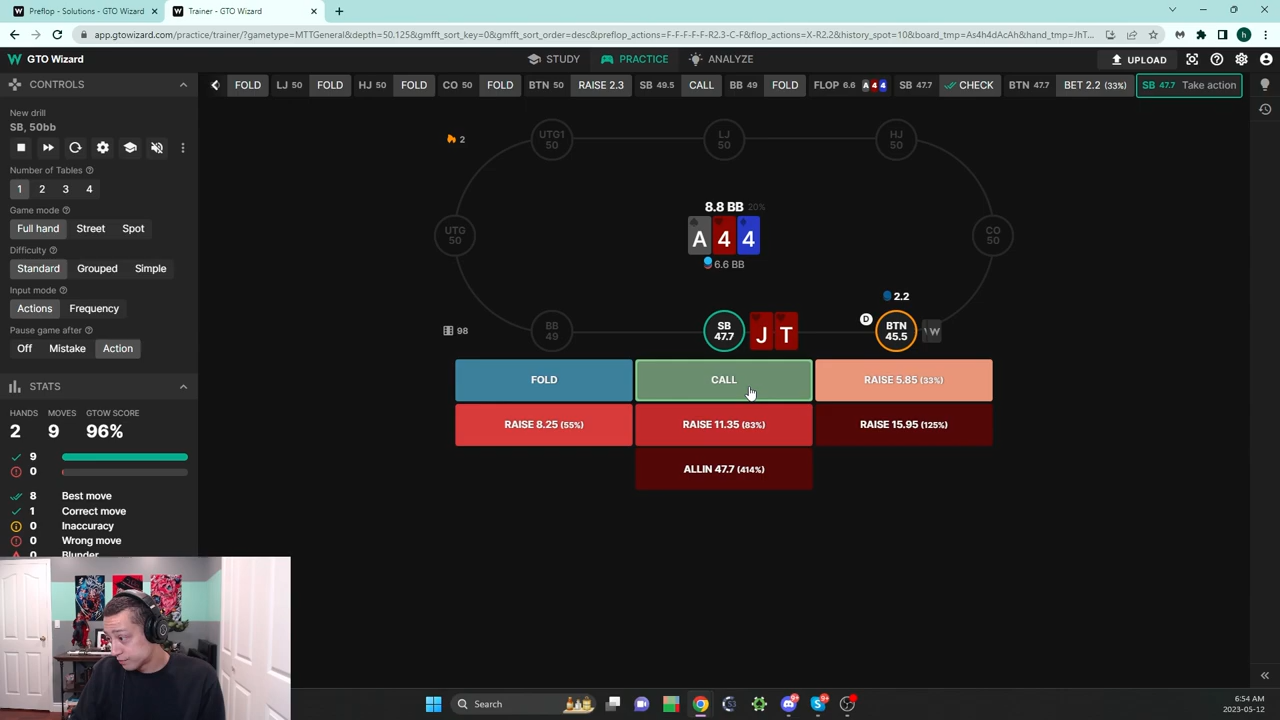 Preflop - Solutions - GTO Wizard
Trainer - GTO Wizard
app.gtowizard.com/practice/trainer/?gametype=MTTGeneral&depth=50.125&gmfft_sort_key=0&gmfft_sort_order=desc&preflop_actions=F-F-F-F-F-R2.3-C-F&flop_actions=X-R2.2&history_spot=10&board_tmp=As4h4dAcAh&hand_tmp=JhT...
h
W GTO Wizard
STUDY
PRACTICE
ANALYZE
UPLOAD
CONTROLS
FOLD LJ 50 FOLD HJ 50 FOLD CO 50 FOLD BTN 50 RAISE 2.3 SB 49.5 CALL BB 49 FOLD FLOP 6.6 A 4 4 SB 47.7 CHECK BTN 47.7 BET 2.2 (33%) SB 47.7 Take action
New drill
SB, 50bb
Number of Tables
1 2 3 4
Game mode
Full hand Street Spot
Difficulty
Standard Grouped Simple
Input mode
Actions Frequency
Pause game after
Off Mistake Action
STATS
HANDS MOVES GTOW SCORE
2 9 96%
9
0
8 Best move
1 Correct move
0 Inaccuracy
0 Wrong move
0 Blunder
2
UTG1
50
LJ
50
HJ
50
8.8 BB 20%
A 4 4
6.6 BB
UTG
50
CO
50
2.2
98
BB
49
SB
47.7
J T
D
BTN
45.5
W
FOLD
CALL
RAISE 5.85 (33%)
RAISE 8.25 (55%)
RAISE 11.35 (83%)
RAISE 15.95 (125%)
ALLIN 47.7 (414%)
Search
6:54 AM
2023-05-12